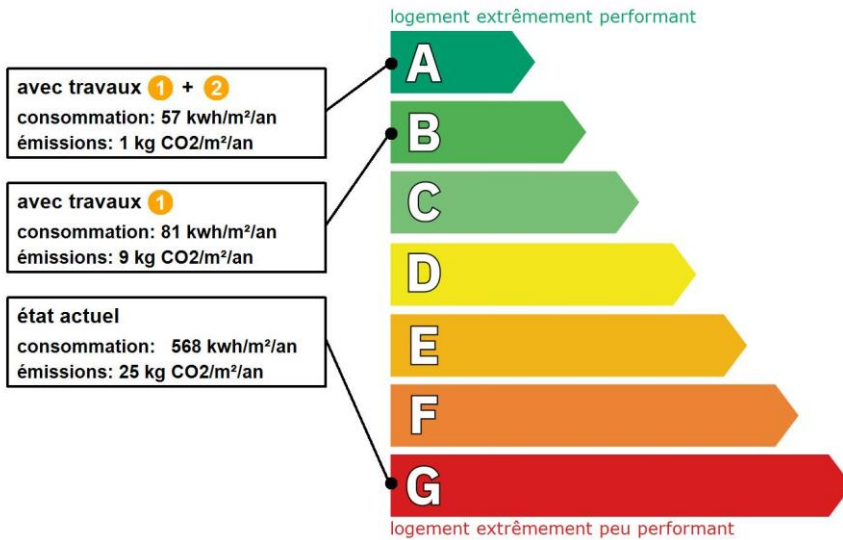 logement extrêmement performant
avec travaux 1 + 2
consommation: 57 kwh/m²/an
émissions: 1 kg CO2/m²/an
avec travaux 1
consommation: 81 kwh/m²/an
émissions: 9 kg CO2/m²/an
état actuel
consommation: 568 kwh/m²/an
émissions: 25 kg CO2/m²/an
A
B
C
D
E
F
G
logement extrêmement peu performant